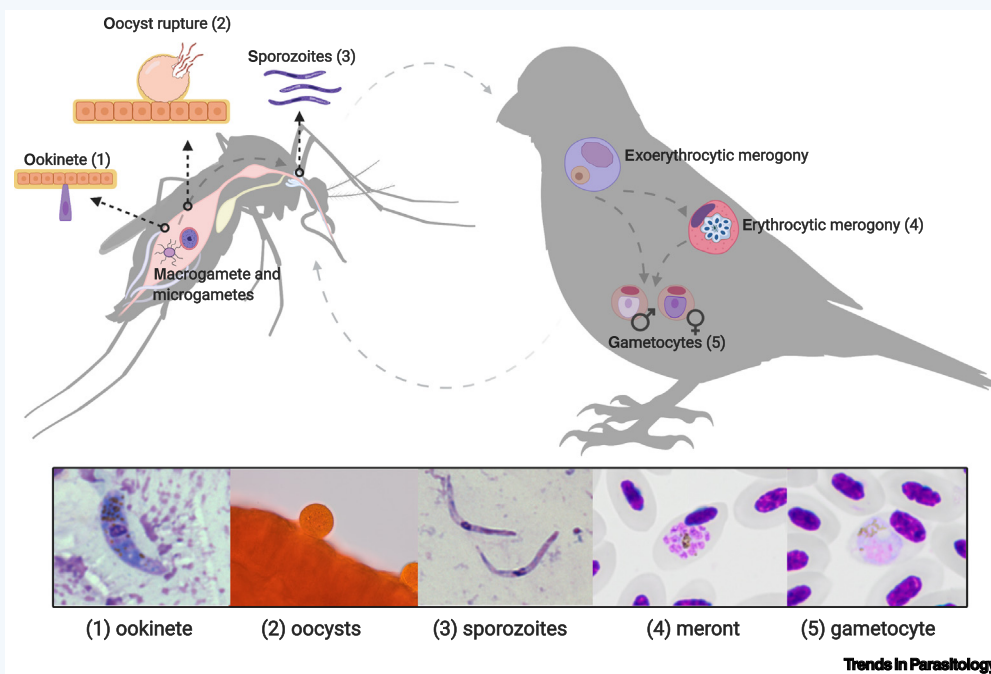 Oocyst rupture (2)
Sporozoites (3)
Ookinete (1)
Exoerythrocytic merogony
Erythrocytic merogony (4)
Macrogamete and
microgametes
Gametocytes (5)
(1) ookinete
(2) oocysts
(3) sporozoites
(4) meront
(5) gametocyte
Trends in Parasitology